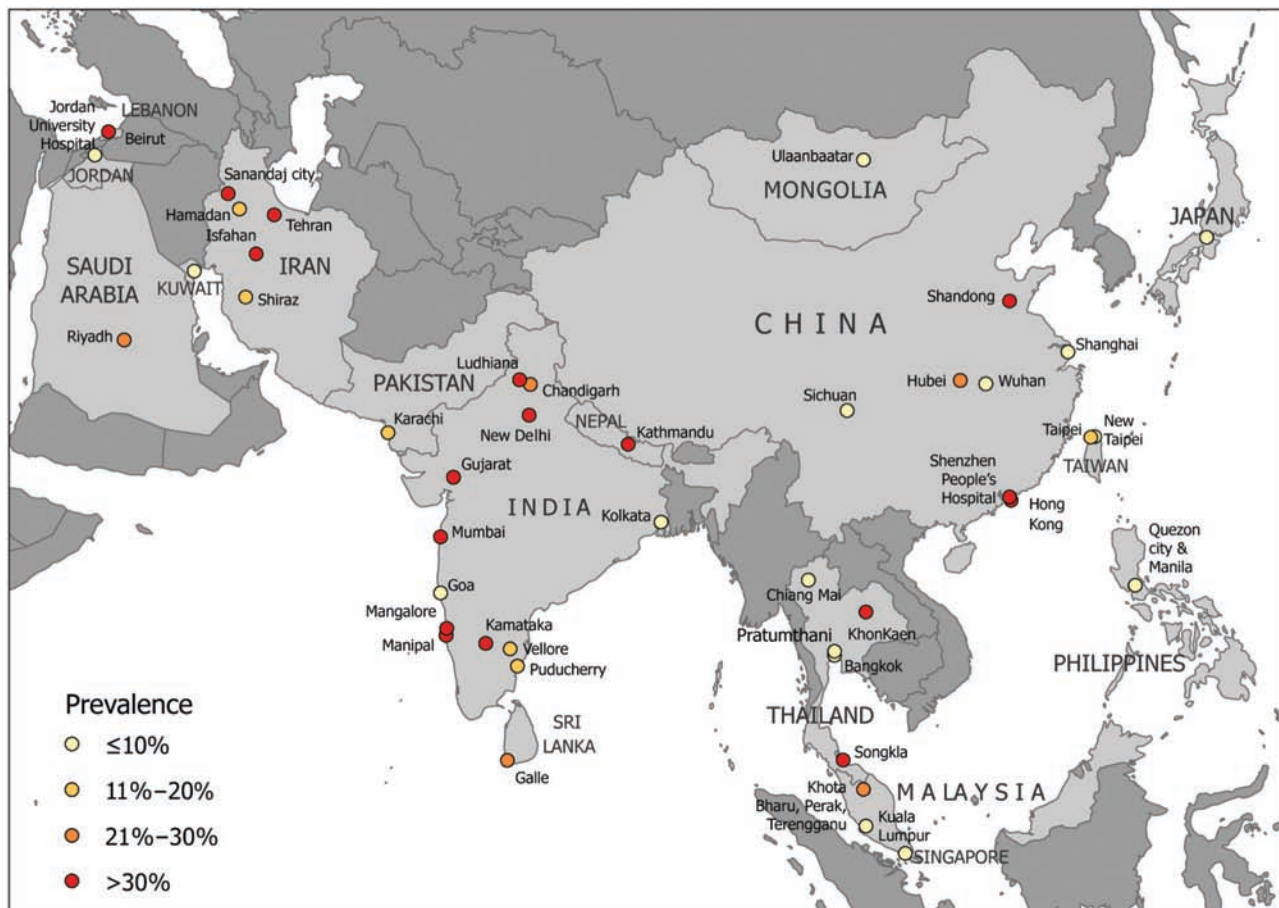 Jordan
University
Hospital
LEBANON
Beirut
JORDAN
Sanandaj city
Hamadan
Tehran
Isfahan
IRAN
SAUDI
ARABIA
KUWAIT
Shiraz
Riyadh
Ulaanbaatar
MONGOLIA
JAPAN
CHINA
Shandong
Shanghai
Hubei
Wuhan
Sichuan
Ludhiana
PAKISTAN
Chandigarh
Karachi
New Delhi
NEPAL
Kathmandu
Taipei
New
Taipei
TAIWAN
Gujarat
INDIA
Kolkata
Shenzhen
People's
Hospital
Hong
Kong
Mumbai
Quezon
city &
Manila
Goa
Chiang Mai
Mangalore
Kamataka
Manipal
Vellore
Puducherry
Pratumthani
KhonKaen
Bangkok
PHILIPPINES
THAILAND
SRI
LANKA
Galle
Songkla
Khota
Bharu, Perak,
Terengganu
MALAYSIA
Kuala
Lumpur
SINGAPORE
Prevalence
≤10%
11%–20%
21%–30%
>30%